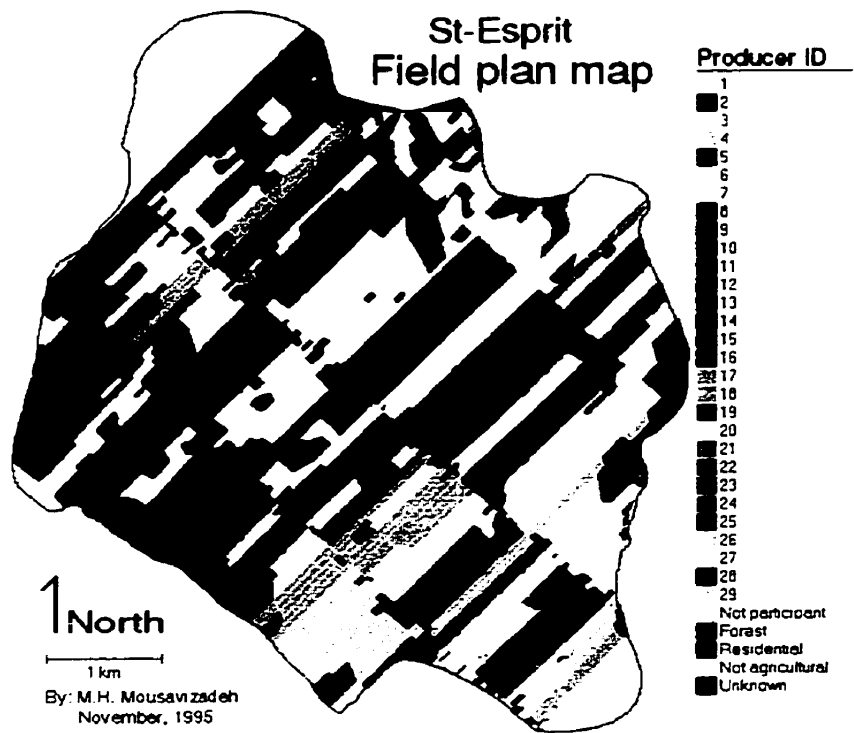 St-Esprit
Field plan map
Producer ID
1
2
3
4
5
6
7
8
9
10
11
12
13
14
15
16
17
18
19
20
21
22
23
24
25
26
27
28
29
Not participant
Forest
Residential
Not agricultural
Unknown
North
1 km
By: M.H. Mousavizadeh
November, 1995